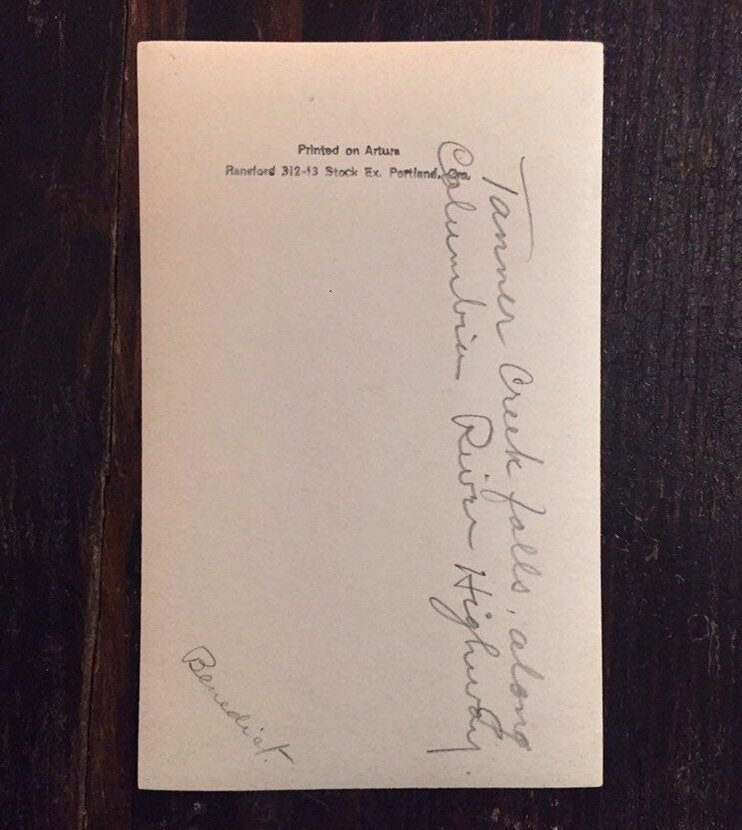 Printed on Artura
Ransford 312-13 Stock Ex. Portland, Ore.
Tanner Creek falls, along
Columbia River Highway.
Benedict.